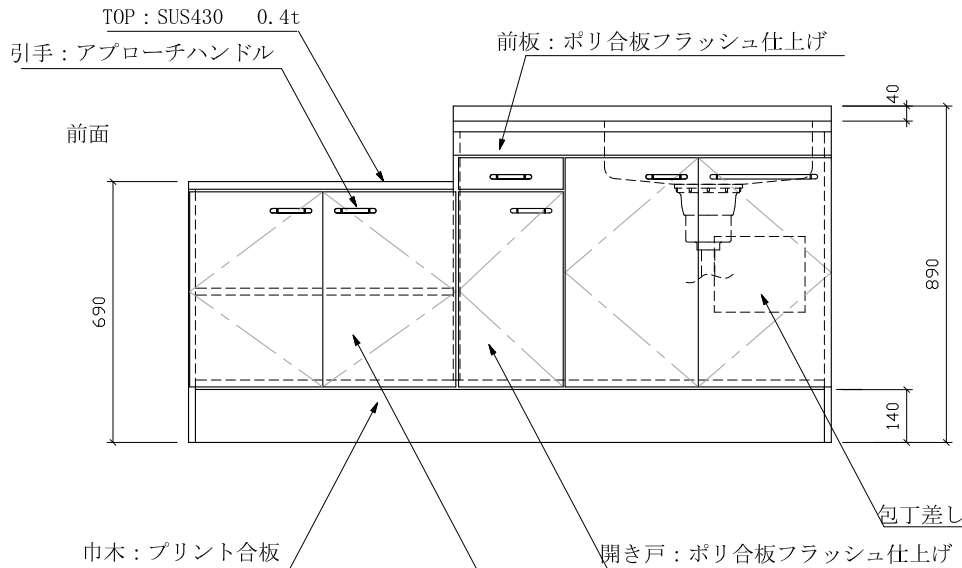 TOP：SUS430　0.4t
引手：アプローチハンドル
前板：ポリ合板フラッシュ仕上げ
前面
40
690
890
140
包丁差し
巾木：プリント合板
開き戸：ポリ合板フラッシュ仕上げ